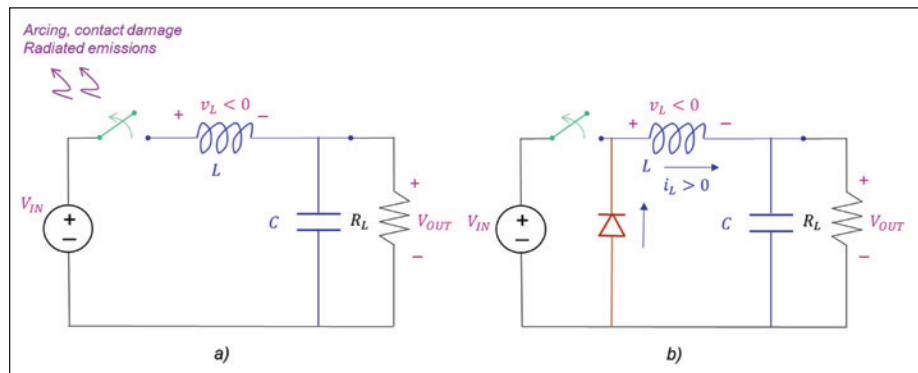 Arcing, contact damage
Radiated emissions
+ v_L < 0 −
L
V_IN
+
−
C
R_L
+
V_OUT
−
a)
+ v_L < 0 −
L
i_L > 0
V_IN
+
−
C
R_L
+
V_OUT
−
b)